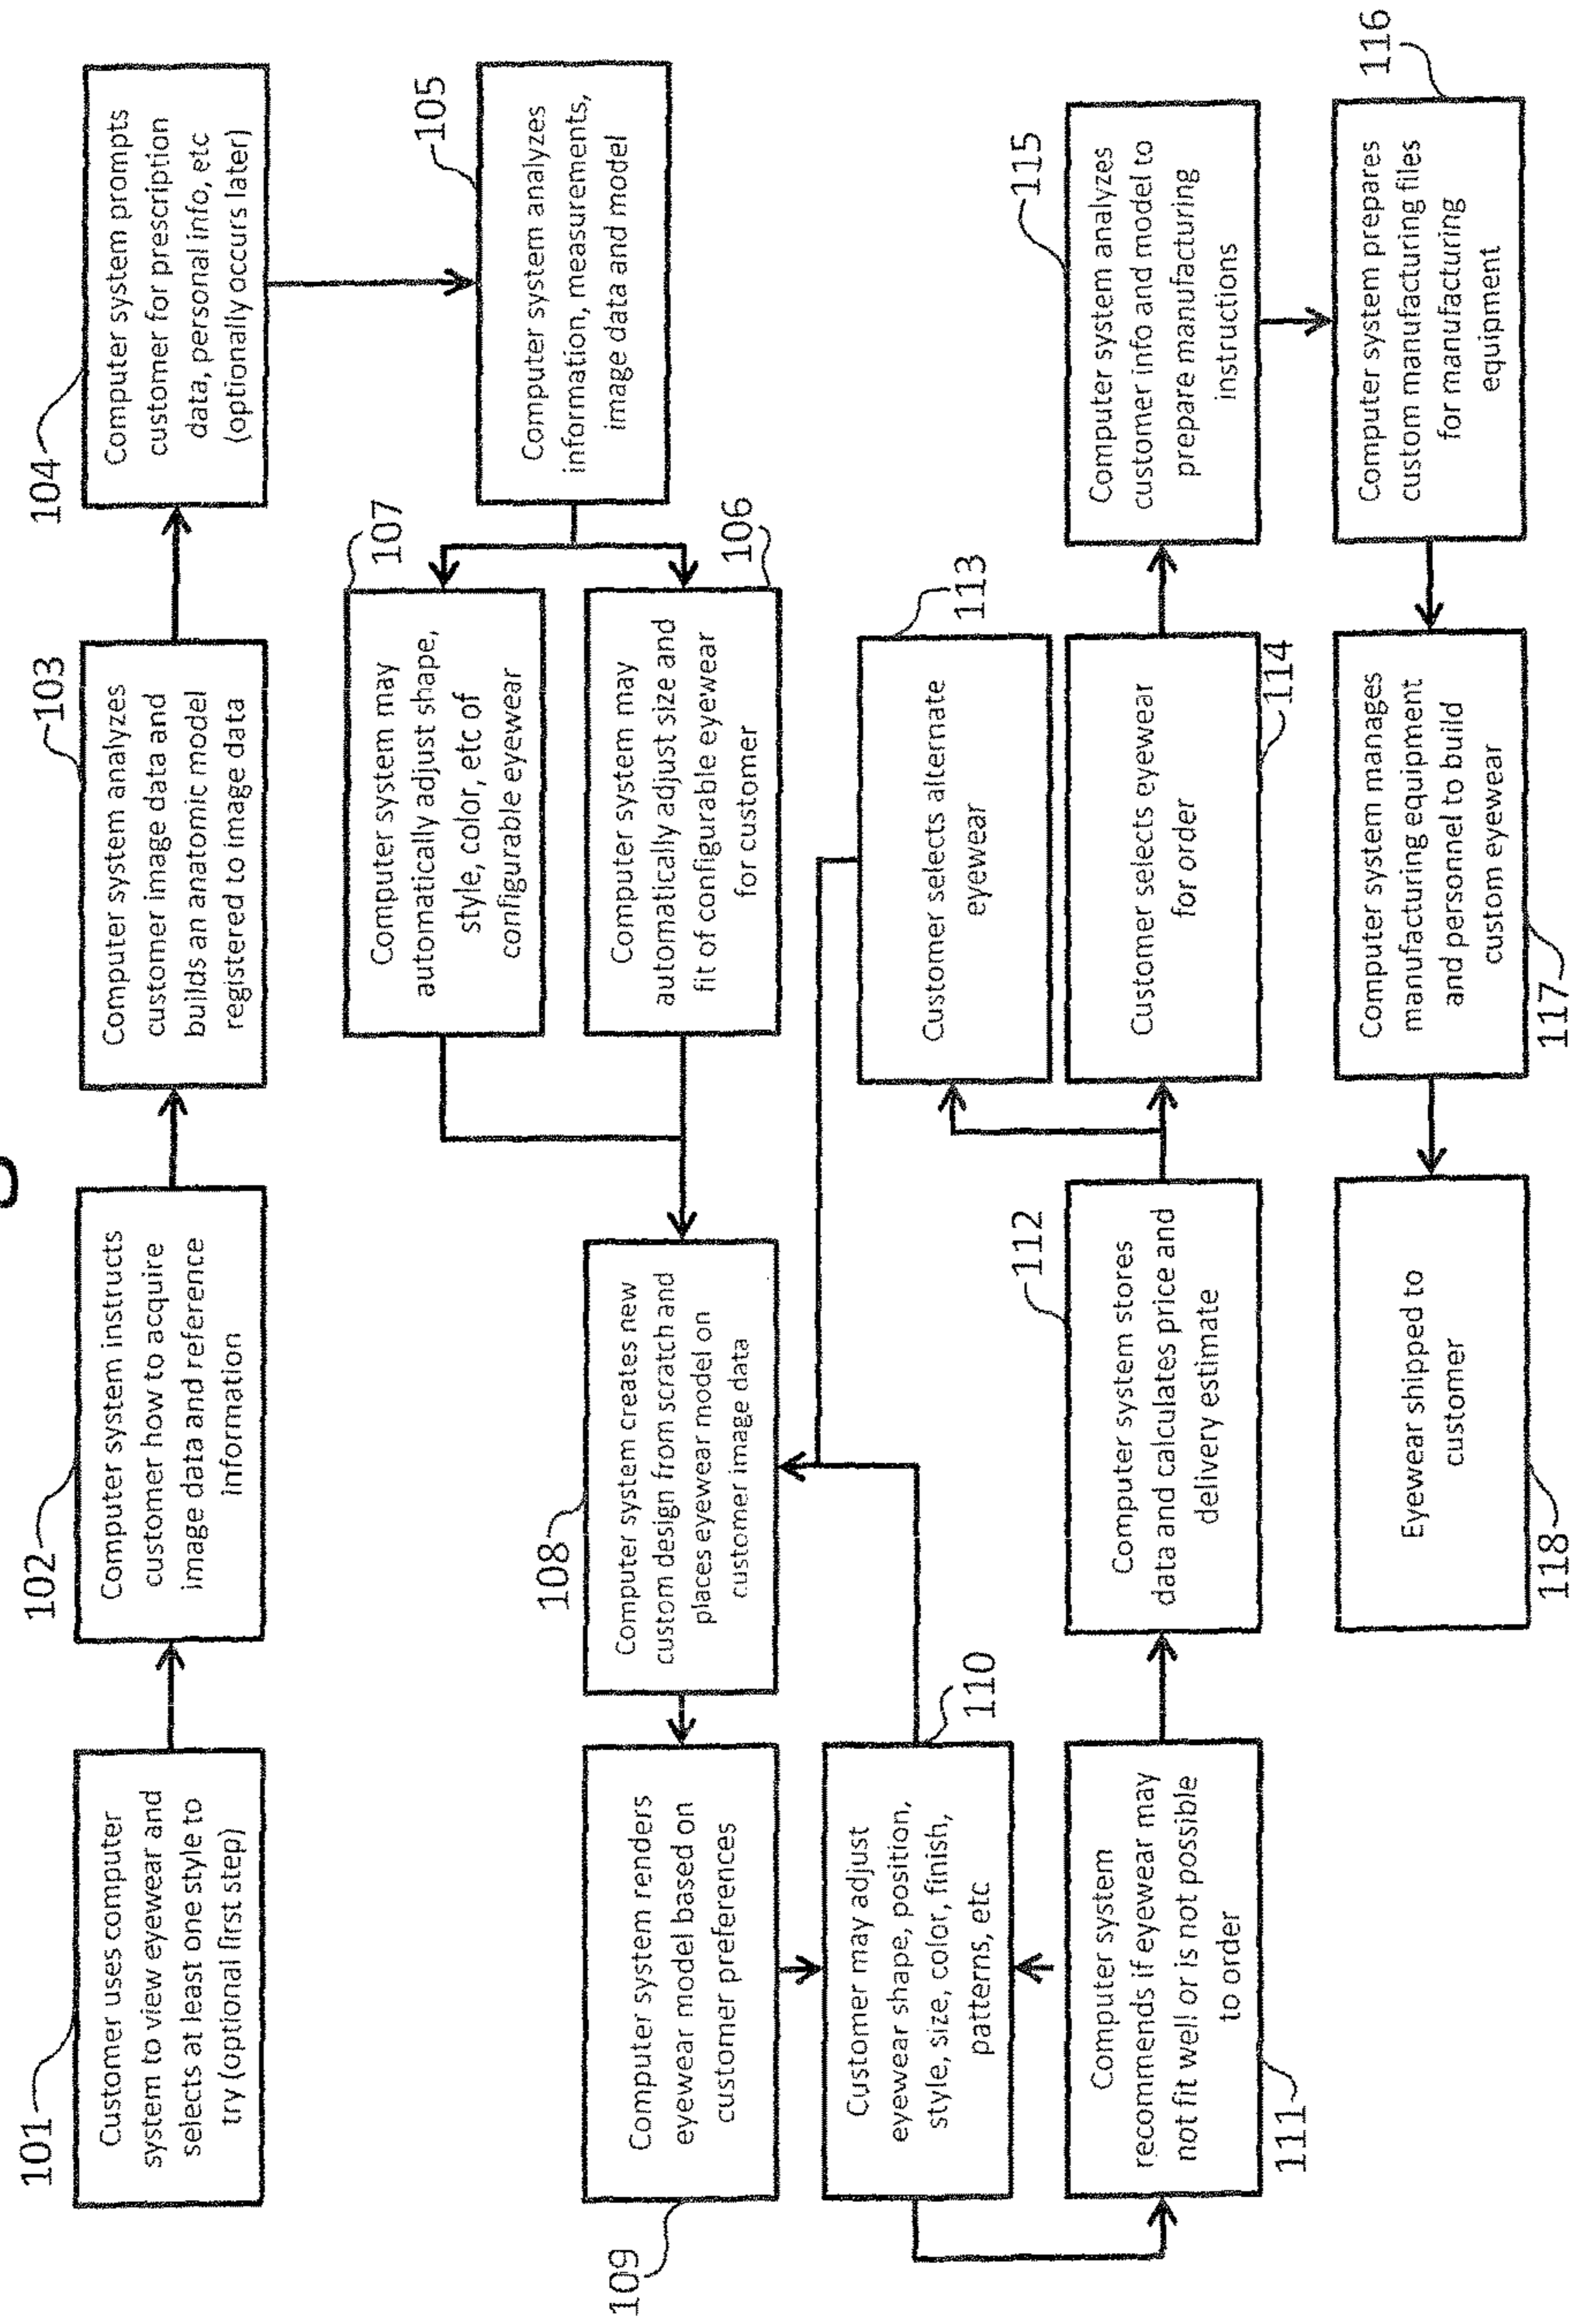 101
Customer uses computer
system to view eyewear and
selects at least one style to
try (optional first step)
102
Computer system instructs
customer how to acquire
image data and reference
information
103
Computer system analyzes
customer image data and
builds an anatomic model
registered to image data
104
Computer system prompts
customer for prescription
data, personal info, etc
(optionally occurs later)
105
Computer system analyzes
information, measurements,
image data and model
107
Computer system may
automatically adjust shape,
style, color, etc of
configurable eyewear
106
Computer system may
automatically adjust size and
fit of configurable eyewear
for customer
108
Computer system creates new
custom design from scratch and
places eyewear model on
customer image data
109
Computer system renders
eyewear model based on
customer preferences
110
Customer may adjust
eyewear shape, position,
style, size, color, finish,
patterns, etc
111
Computer system
recommends if eyewear may
not fit well or is not possible
to order
112
Computer system stores
data and calculates price and
delivery estimate
113
Customer selects alternate
eyewear
114
Customer selects eyewear
for order
115
Computer system analyzes
customer info and model to
prepare manufacturing
instructions
116
Computer system prepares
custom manufacturing files
for manufacturing
equipment
117
Computer system manages
manufacturing equipment
and personnel to build
custom eyewear
118
Eyewear shipped to
customer